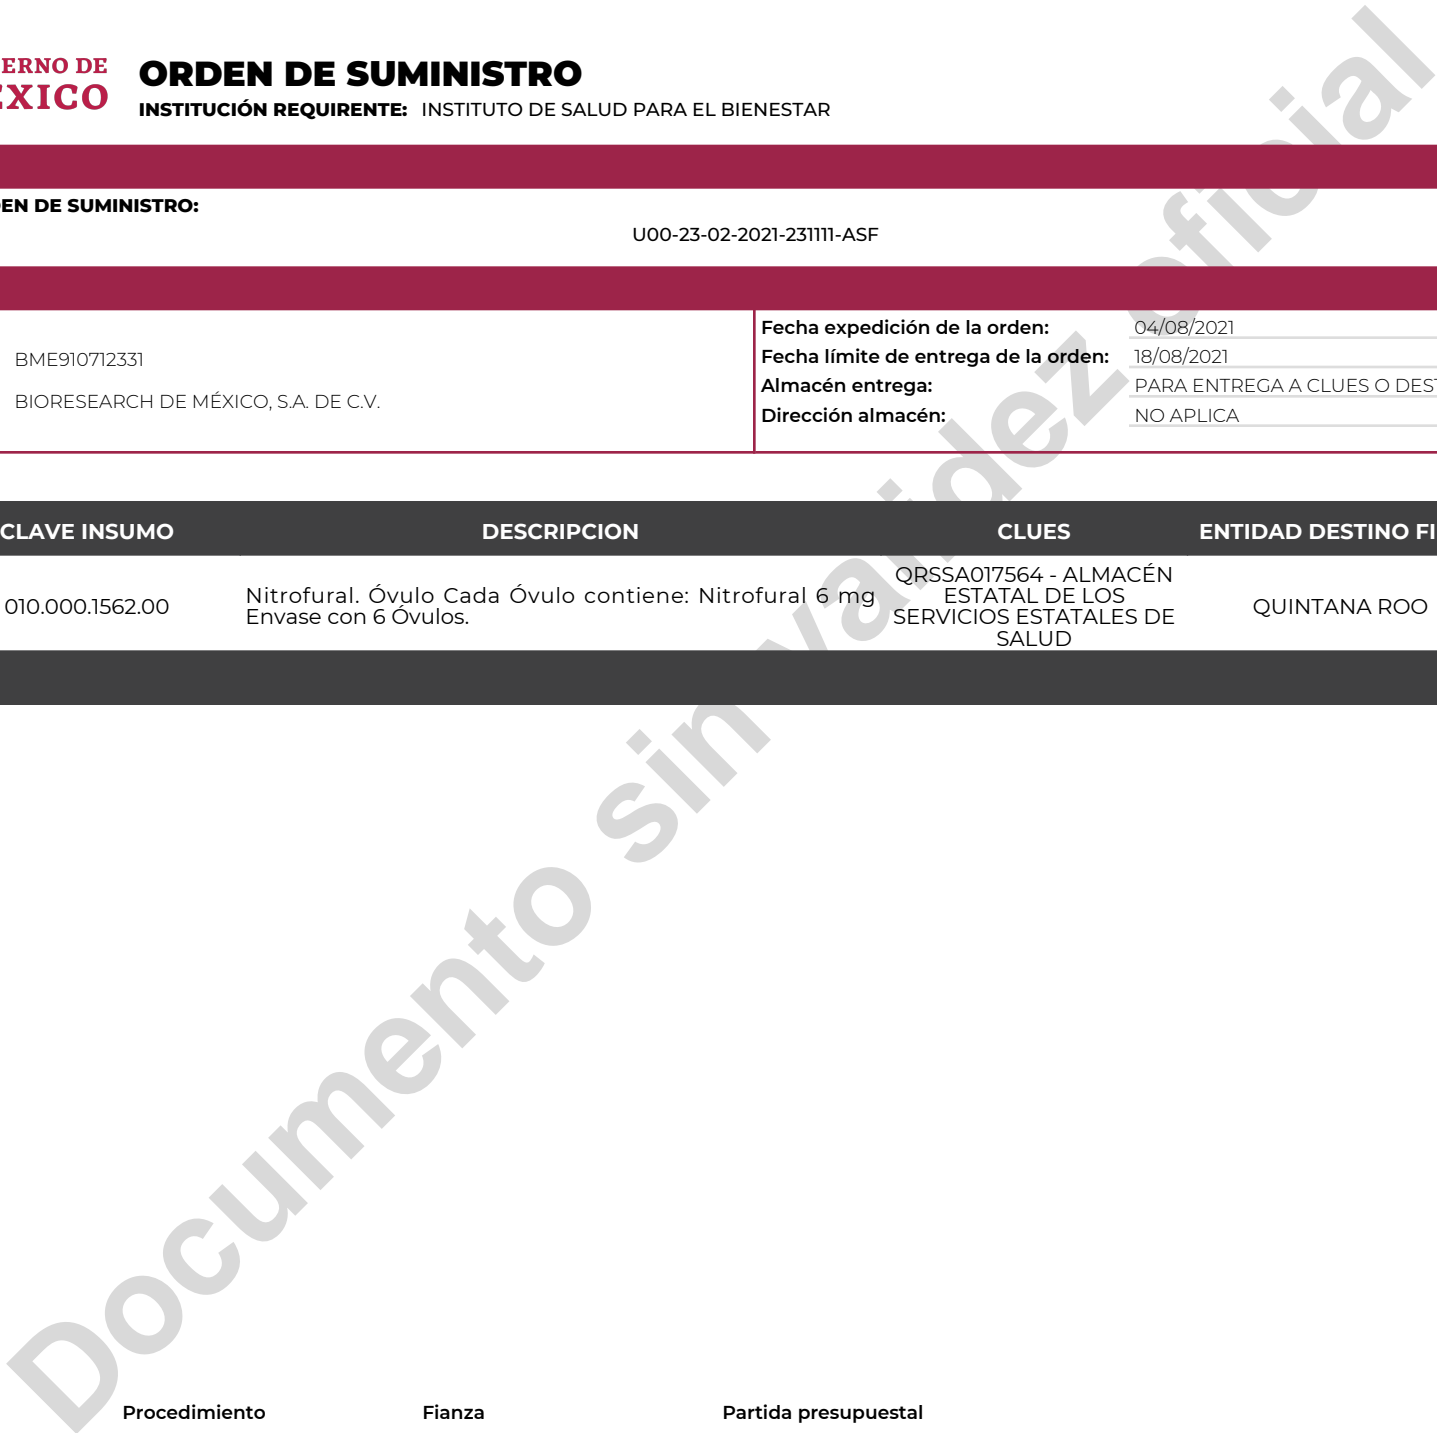 ERNO DE
ÉXICO
ORDEN DE SUMINISTRO
INSTITUCIÓN REQUIRENTE: INSTITUTO DE SALUD PARA EL BIENESTAR
EN DE SUMINISTRO:
U00-23-02-2021-231111-ASF
BME910712331
BIORESEARCH DE MÉXICO, S.A. DE C.V.
Fecha expedición de la orden: 04/08/2021
Fecha límite de entrega de la orden: 18/08/2021
Almacén entrega: PARA ENTREGA A CLUES O DEST
Dirección almacén: NO APLICA
CLAVE INSUMO DESCRIPCION CLUES ENTIDAD DESTINO FI
010.000.1562.00
Nitrofural. Óvulo Cada Óvulo contiene: Nitrofural 6 mg
Envase con 6 Óvulos.
QRSSA017564 - ALMACÉN
ESTATAL DE LOS
SERVICIOS ESTATALES DE
SALUD
QUINTANA ROO
Documento sin validez oficial
Procedimiento Fianza Partida presupuestal